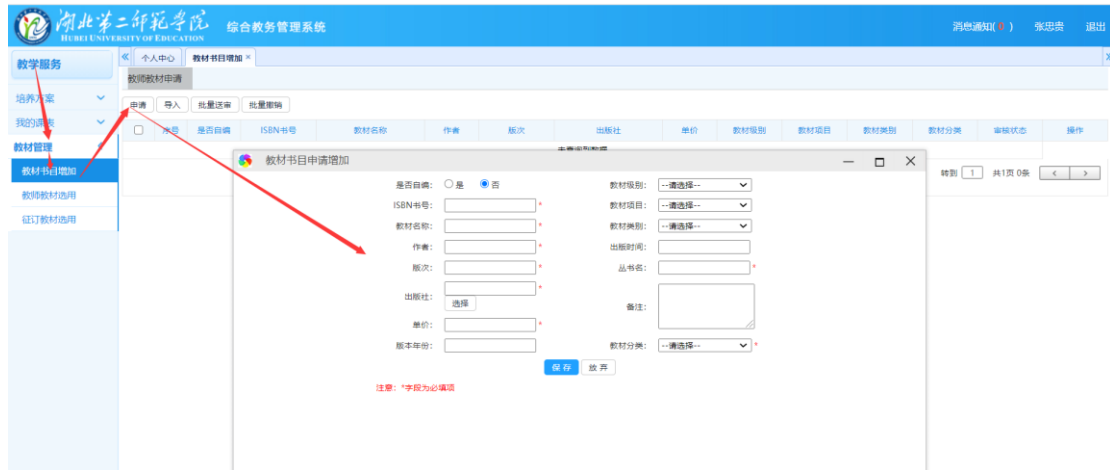 湖北第二师范学院
HUBEI UNIVERSITY OF EDUCATION
综合教务管理系统
消息通知( 0 ) 张忠贵 退出
教学服务
个人中心 教材书目增加 ×
教师教材申请
培养方案
申请 导入 批量送审 批量撤销
我的课表
序号 是否自编 ISBN书号 教材名称 作者 版次 出版社 单价 教材级别 教材项目 教材类别 教材分类 审核状态 操作
教材管理
教材书目申请增加
教材书目增加
转到 1 共1页 0条 < >
教师教材选用
征订教材选用
是否自编: 是 否 教材级别: --请选择--
ISBN书号: * 教材项目: --请选择--
教材名称: * 教材类别: --请选择--
作者: * 出版时间:
版次: * 丛书名: *
出版社: * 选择 备注:
单价: *
版本年份: 教材分类: --请选择-- *
保存 放弃
注意: *字段为必填项